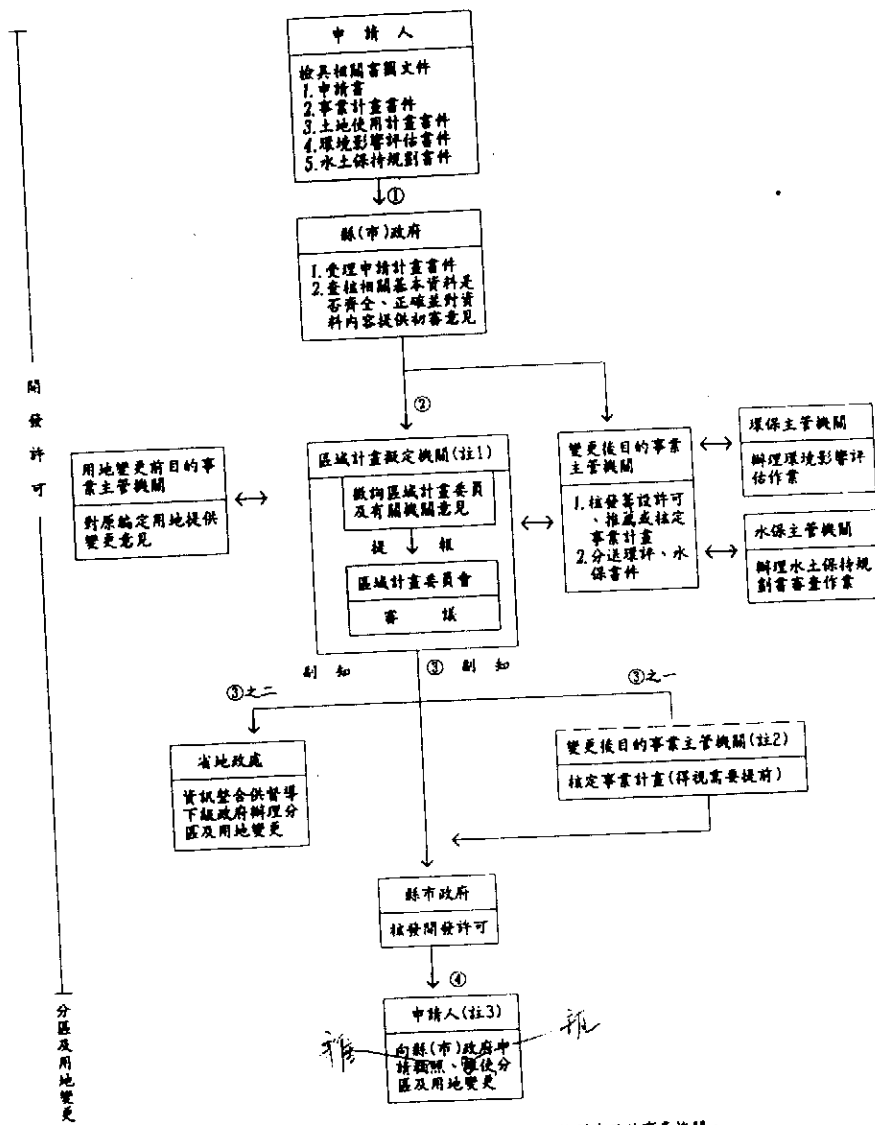 申請人
檢具相關書圖文件
1.申請書
2.事業計畫書件
3.土地使用計畫書件
4.環境影響評估書件
5.水土保持規劃書件
①
縣(市)政府
1.受理申請計畫書件
2.查核相關基本資料是
否齊全、正確並對資
料內容提供初審意見
開發許可
②
用地變更前目的事
業主管機關
對原編定用地提供
變更意見
區域計畫擬定機關(註1)
徵詢區域計畫委員
及有關機關意見
提報
區域計畫委員會
審議
變更後目的事業
主管機關
1.核發籌設許可
、推薦或核定
事業計畫
2.分送環評、水
保書件
環保主管機關
辦理環境影響評
估作業
水保主管機關
辦理水土保持規
劃書審查作業
副知
③
副知
③之二
③之一
省地政處
資訊整合供督導
下級政府辦理分
區及用地變更
變更後目的事業主管機關(註2)
核定事業計畫(得視需要提前)
縣市政府
核發開發許可
④
申請人(註3)
向縣(市)政府申
請
分
區及用地變更
分區及用地變更